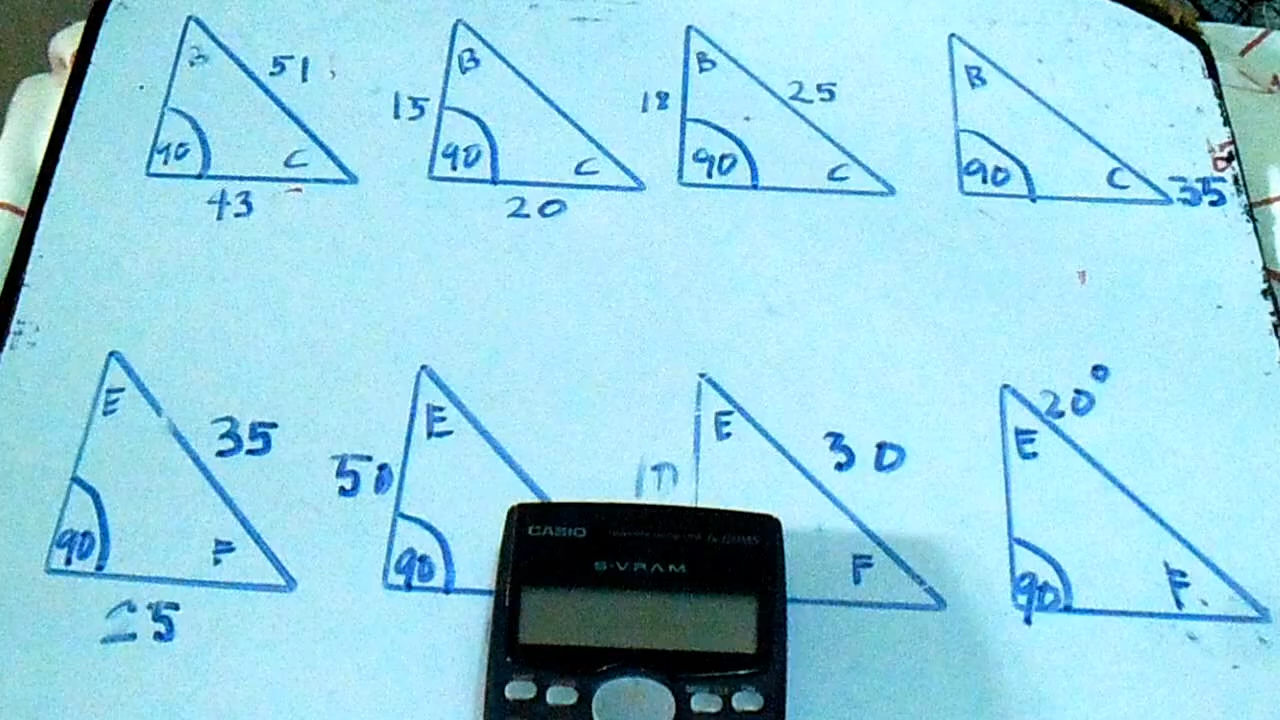 B 51 B B 25 B
15 18
90 C 90 C 90 C 90 C 35
43 20
E E E 20°
35 50 30 E
90 F 90 F 90 F.
25
CASIO
S-V.P.A.M.